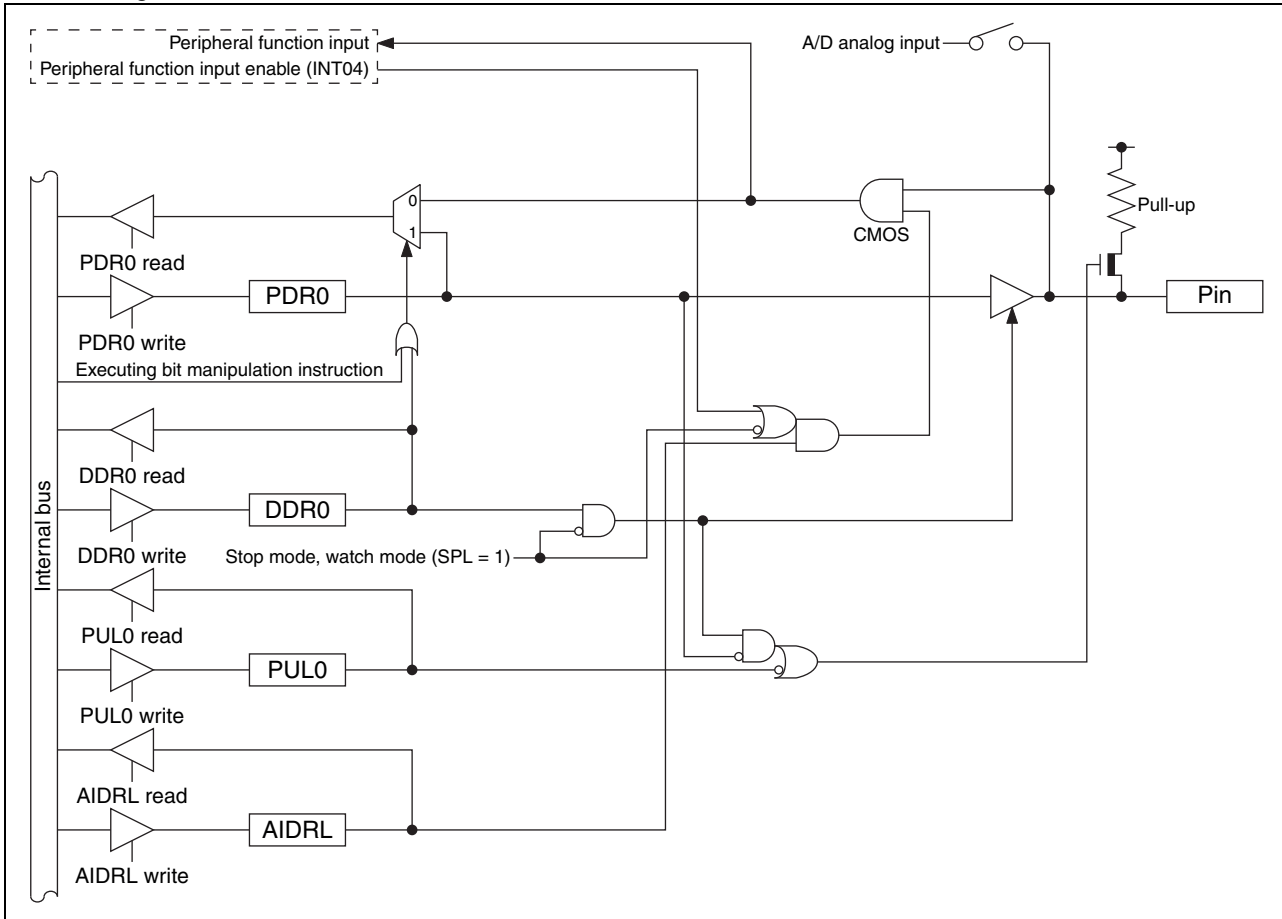 Peripheral function input
Peripheral function input enable (INT04)
A/D analog input
Pull-up
CMOS
0
1
PDR0 read
PDR0
Pin
PDR0 write
Executing bit manipulation instruction
DDR0 read
DDR0
DDR0 write
Stop mode, watch mode (SPL = 1)
Internal bus
PUL0 read
PUL0
PUL0 write
AIDRL read
AIDRL
AIDRL write